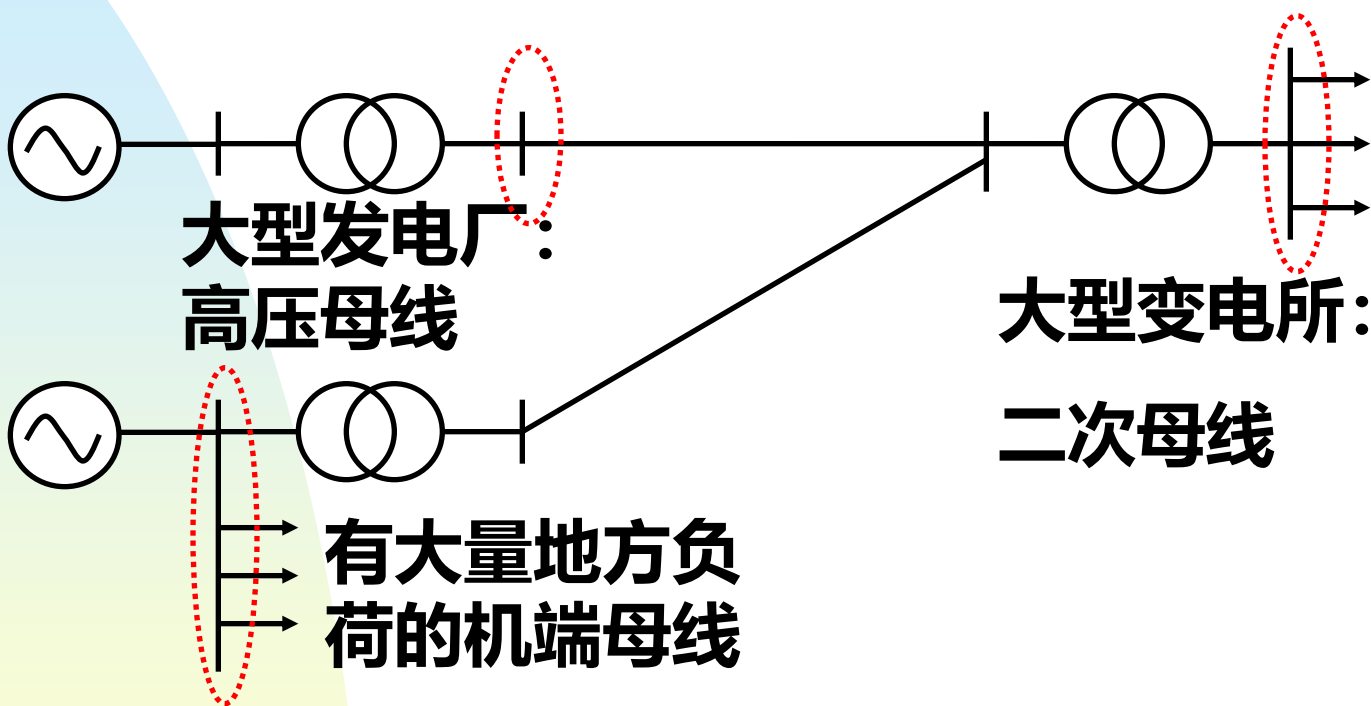 大型发电厂：
高压母线
大型变电所：
二次母线
有大量地方负
荷的机端母线